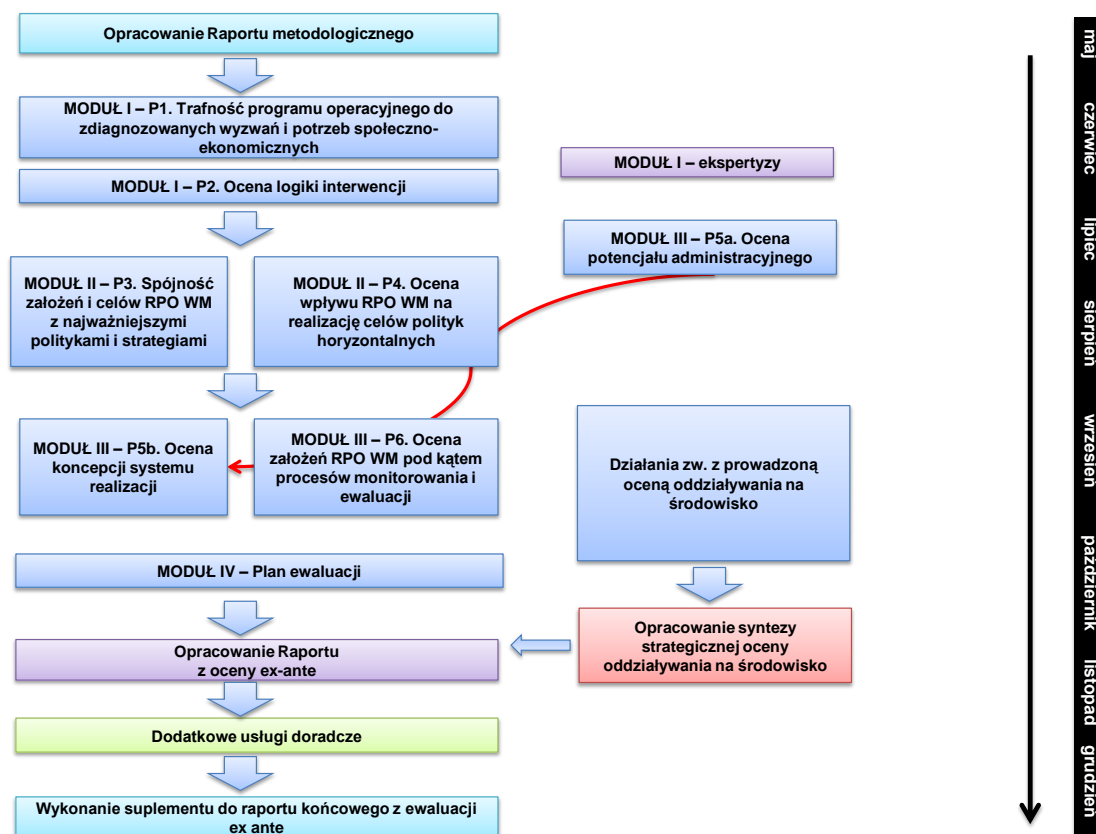 Opracowanie Raportu metodologicznego
MODUŁ I – P1. Trafność programu operacyjnego do
zdiagnozowanych wyzwań i potrzeb społeczno-
ekonomicznych
MODUŁ I – ekspertyzy
MODUŁ I – P2. Ocena logiki interwencji
MODUŁ III – P5a. Ocena
potencjału administracyjnego
MODUŁ II – P3. Spójność
założeń i celów RPO WM
z najważniejszymi
politykami i strategiami
MODUŁ II – P4. Ocena
wpływu RPO WM na
realizację celów polityk
horyzontalnych
MODUŁ III – P5b. Ocena
koncepcji systemu
realizacji
MODUŁ III – P6. Ocena
założeń RPO WM pod kątem
procesów monitorowania i
ewaluacji
Działania zw. z prowadzoną
oceną oddziaływania na
środowisko
MODUŁ IV – Plan ewaluacji
Opracowanie Raportu
z oceny ex-ante
Opracowanie syntezy
strategicznej oceny
oddziaływania na środowisko
Dodatkowe usługi doradcze
Wykonanie suplementu do raportu końcowego z ewaluacji
ex ante
maj
czerwiec
lipiec
sierpień
wrzesień
październik
listopad
grudzień